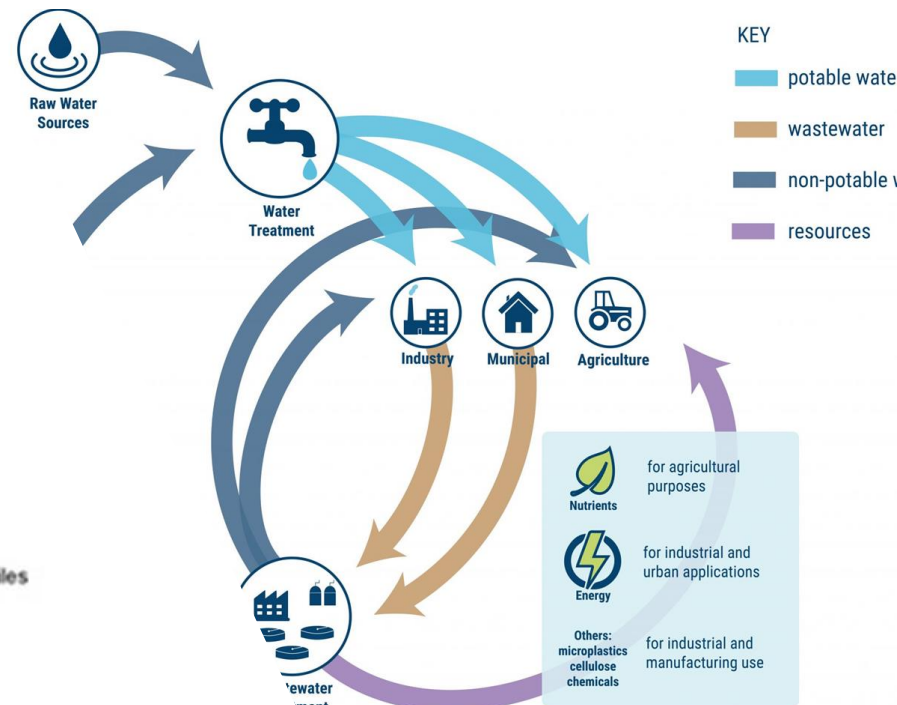 Raw Water
Sources
Water
Treatment
KEY
potable wate
wastewater
non-potable
resources
Industry
Municipal
Agriculture
Nutrients
for agricultural
purposes
Energy
for industrial and
urban applications
Others:
microplastics
cellulose
chemicals
for industrial and
manufacturing use
iles
ewater